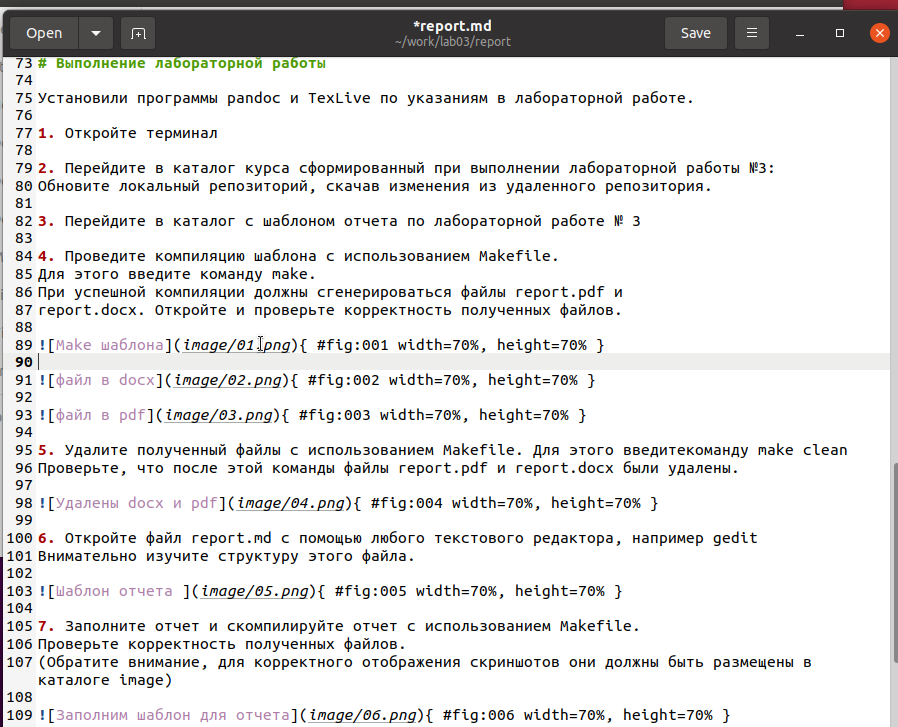 Open
*report.md
~/work/lab03/report
Save
73 # Выполнение лабораторной работы
74
75 Установили программы pandoc и TexLive по указаниям в лабораторной работе.
76
77 1. Откройте терминал
78
79 2. Перейдите в каталог курса сформированный при выполнении лабораторной работы №3:
80 Обновите локальный репозиторий, скачав изменения из удаленного репозитория.
81
82 3. Перейдите в каталог с шаблоном отчета по лабораторной работе № 3
83
84 4. Проведите компиляцию шаблона с использованием Makefile.
85 Для этого введите команду make.
86 При успешной компиляции должны сгенерироваться файлы report.pdf и
87 report.docx. Откройте и проверьте корректность полученных файлов.
88
89 ![Make шаблона](image/01.png){ #fig:001 width=70%, height=70% }
90
91 ![файл в docx](image/02.png){ #fig:002 width=70%, height=70% }
92
93 ![файл в pdf](image/03.png){ #fig:003 width=70%, height=70% }
94
95 5. Удалите полученный файлы с использованием Makefile. Для этого введитекоманду make clean
96 Проверьте, что после этой команды файлы report.pdf и report.docx были удалены.
97
98 ![Удалены docx и pdf](image/04.png){ #fig:004 width=70%, height=70% }
99
100 6. Откройте файл report.md c помощью любого текстового редактора, например gedit
101 Внимательно изучите структуру этого файла.
102
103 ![Шаблон отчета ](image/05.png){ #fig:005 width=70%, height=70% }
104
105 7. Заполните отчет и скомпилируйте отчет с использованием Makefile.
106 Проверьте корректность полученных файлов.
107 (Обратите внимание, для корректного отображения скриншотов они должны быть размещены в
каталоге image)
108
109 ![Заполним шаблон для отчета](image/06.png){ #fig:006 width=70%, height=70% }